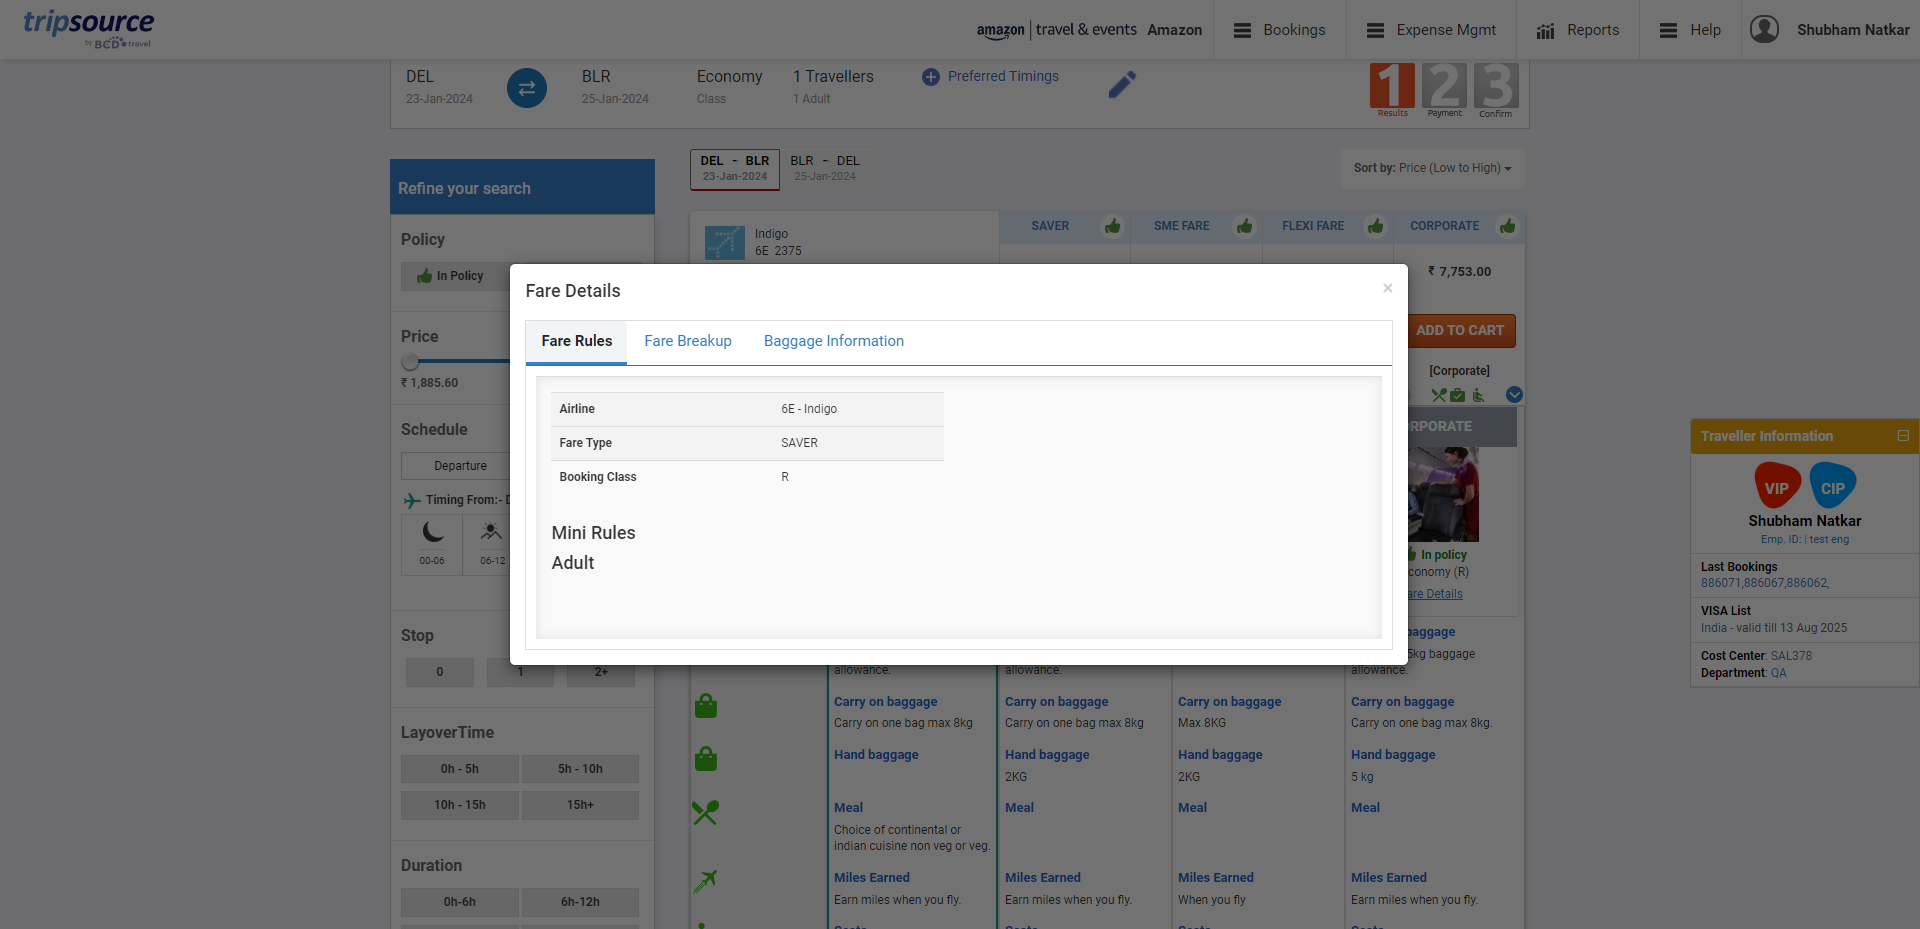 tripsource
by BCD travel
amazon | travel & events Amazon
Bookings
Expense Mgmt
Reports
Help
Shubham Natkar
DEL
23-Jan-2024
BLR
25-Jan-2024
Economy
Class
1 Travellers
1 Adult
Preferred Timings
1 2 3
Results Payment Confirm
DEL - BLR
23-Jan-2024
BLR - DEL
25-Jan-2024
Sort by: Price (Low to High)
Refine your search
Policy
In Policy
Price
₹ 1,885.60
Schedule
Departure
Timing From:- D
00-06
06-12
Stop
0
1
2+
LayoverTime
0h - 5h
5h - 10h
10h - 15h
15h+
Duration
0h-6h
6h-12h
Indigo
6E 2375
SAVER
SME FARE
FLEXI FARE
CORPORATE
₹ 7,753.00
ADD TO CART
[Corporate]
Fare Details
×
Fare Rules
Fare Breakup
Baggage Information
Airline 6E - Indigo
Fare Type SAVER
Booking Class R
Mini Rules
Adult
RPORATE
In policy
conomy (R)
are Details
baggage
5kg baggage
allowance.
allowance.
allowance.
Carry on baggage
Carry on one bag max 8kg
Carry on baggage
Carry on one bag max 8kg
Carry on baggage
Max 8KG
Carry on baggage
Carry on one bag max 8kg.
Hand baggage
Hand baggage
2KG
Hand baggage
2KG
Hand baggage
5 kg
Meal
Choice of continental or
indian cuisine non veg or veg.
Meal
Meal
Meal
Miles Earned
Earn miles when you fly.
Miles Earned
Earn miles when you fly.
Miles Earned
When you fly
Miles Earned
Earn miles when you fly.
Traveller Information
VIP
CIP
Shubham Natkar
Emp. ID: | test eng
Last Bookings
886071,886067,886062,
VISA List
India - valid till 13 Aug 2025
Cost Center: SAL378
Department: QA